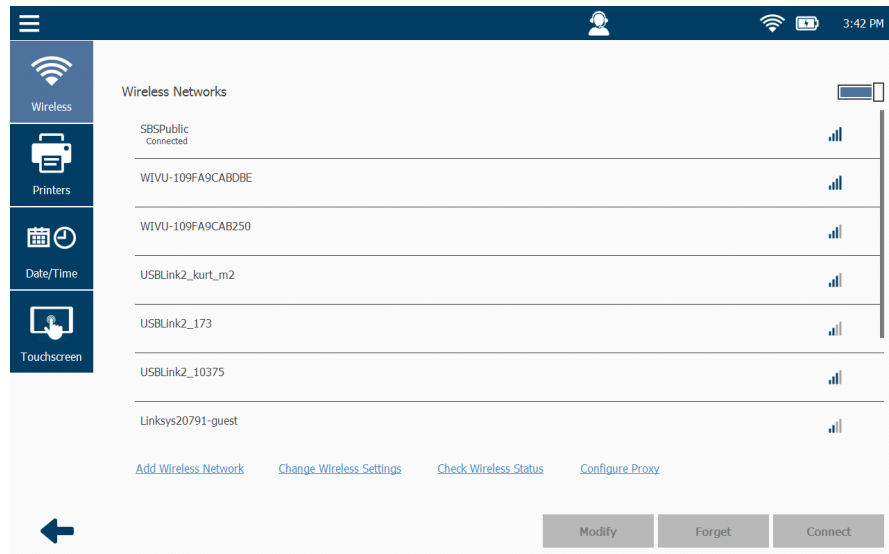 3:42 PM
Wireless
Printers
Date/Time
Touchscreen
Wireless Networks
SBSPublic
Connected
WIVU-109FA9CABDBE
WIVU-109FA9CAB250
USBLink2_kurt_m2
USBLink2_173
USBLink2_10375
Linksys20791-guest
Add Wireless Network Change Wireless Settings Check Wireless Status Configure Proxy
Modify Forget Connect